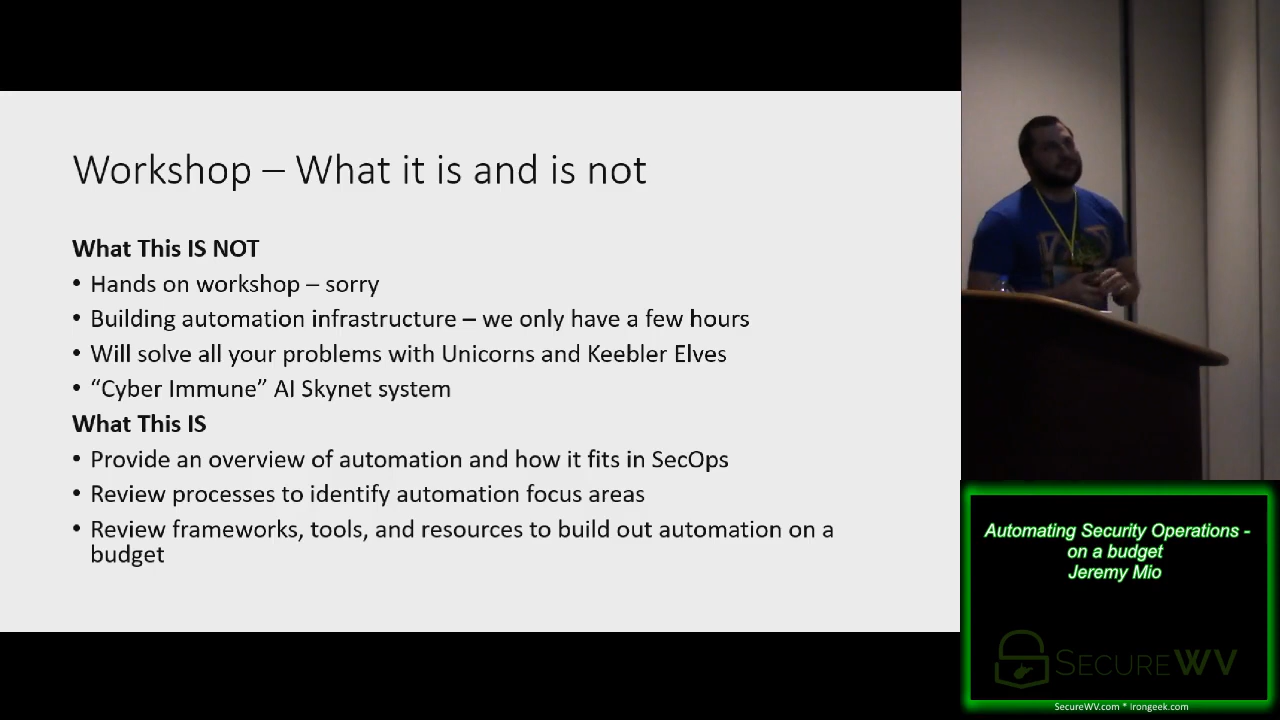 Workshop – What it is and is not
What This IS NOT
• Hands on workshop – sorry
• Building automation infrastructure – we only have a few hours
• Will solve all your problems with Unicorns and Keebler Elves
• “Cyber Immune” AI Skynet system
What This IS
• Provide an overview of automation and how it fits in SecOps
• Review processes to identify automation focus areas
• Review frameworks, tools, and resources to build out automation on a
budget
Automating Security Operations -
on a budget
Jeremy Mio
SECUREWV
SecureWV.com * irongeek.com